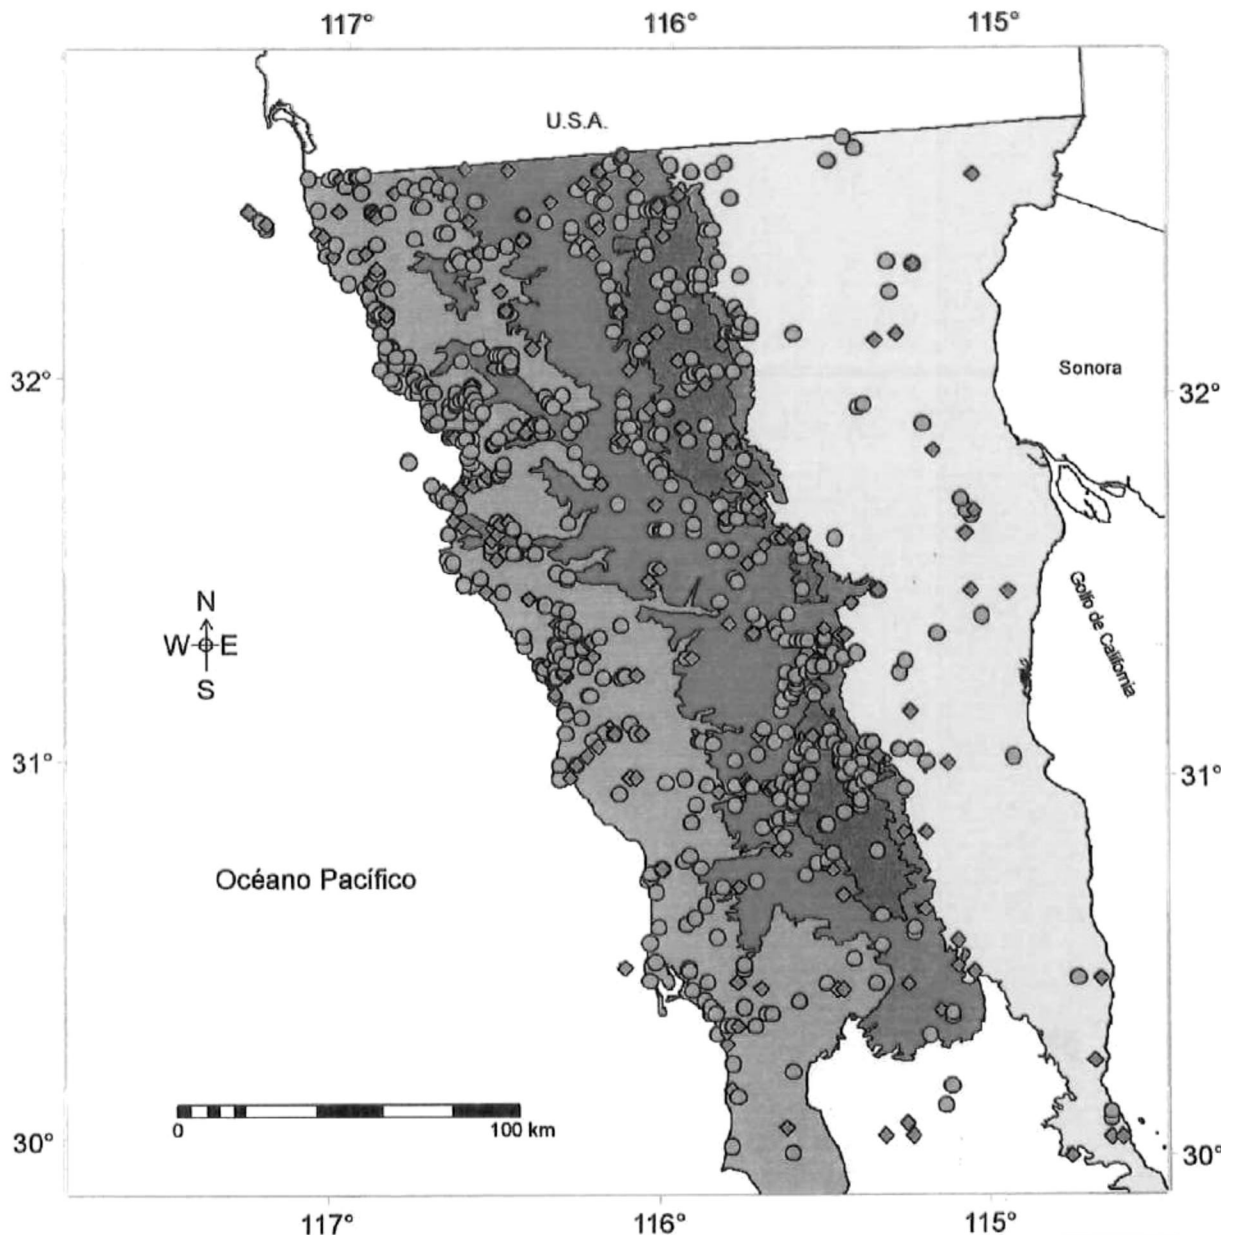 117° 116° 115°
U.S.A.
32° 32°
Sonora
Golfo de California
N
W E
S
31° 31°
Océano Pacífico
0 100 km
30° 30°
117° 116° 115°